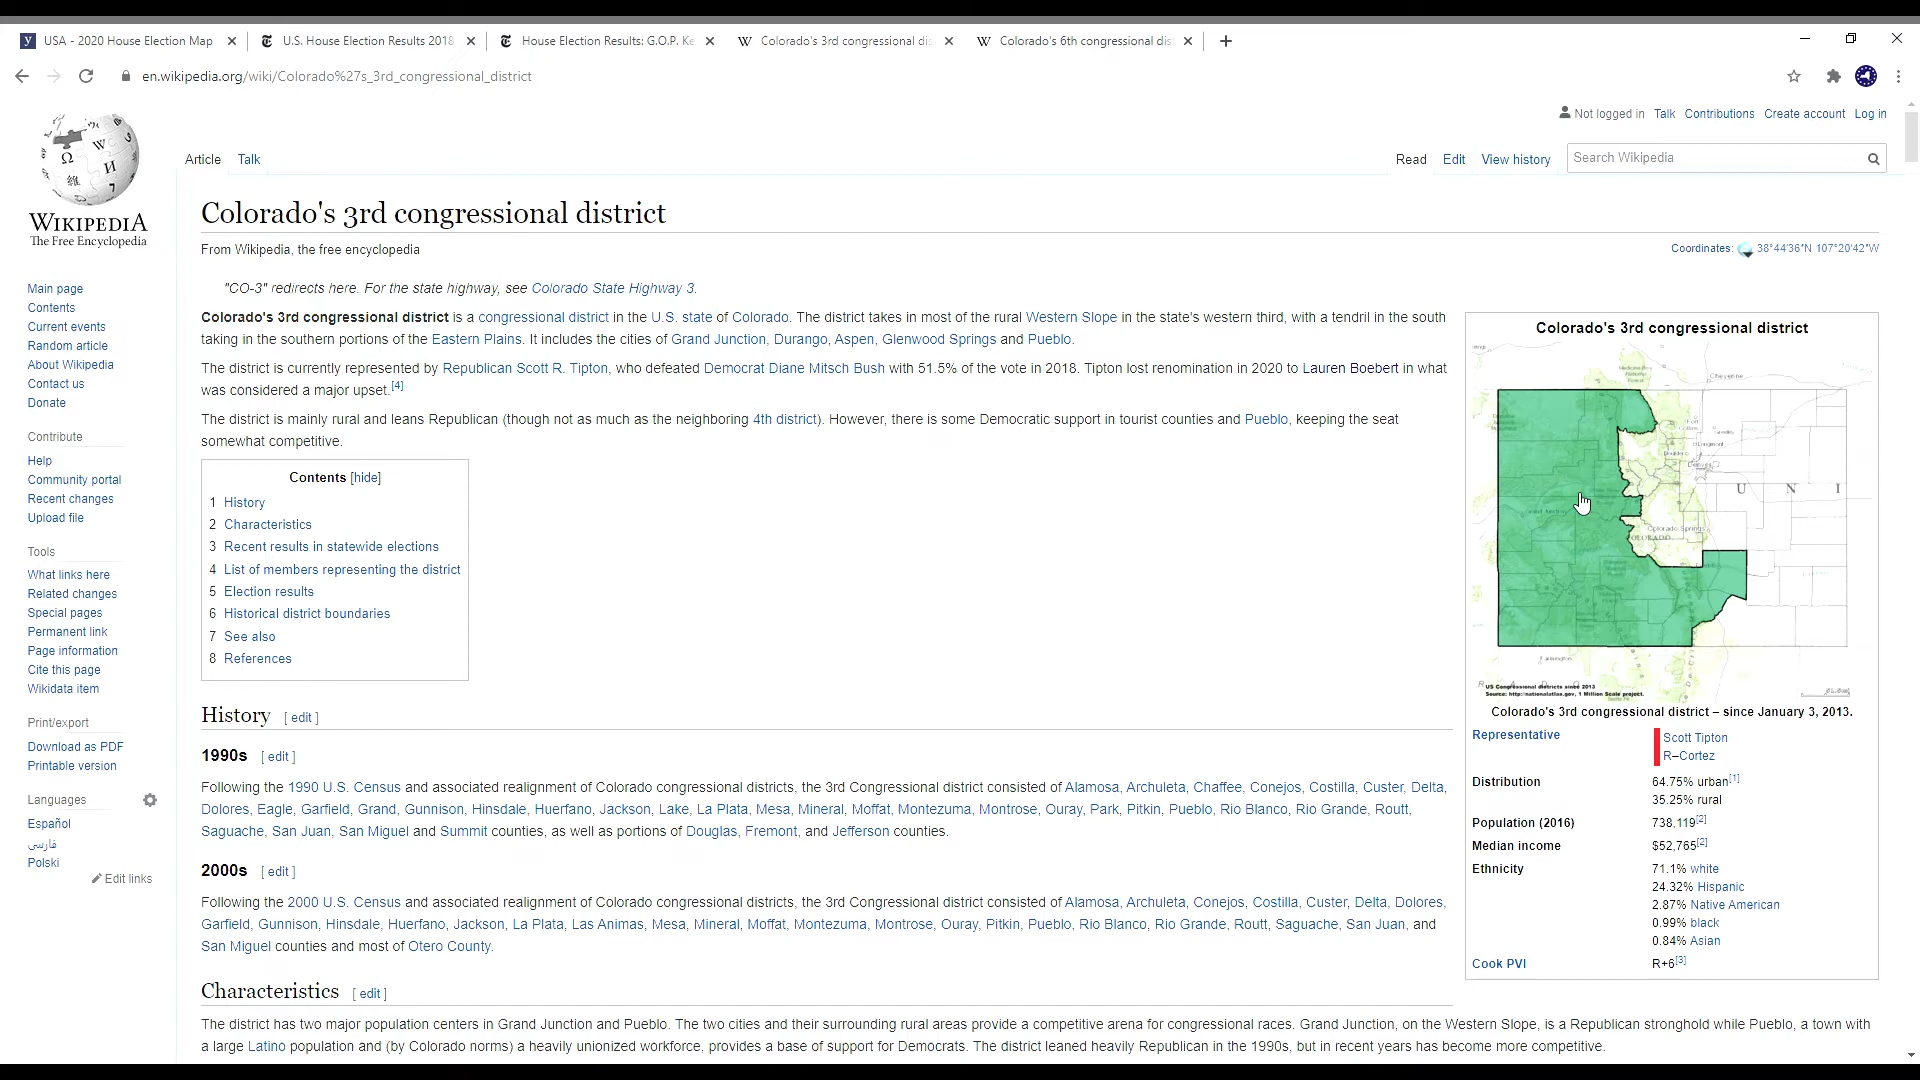 USA - 2020 House Election Map
U.S. House Election Results 2018
House Election Results: G.O.P. Ke
Colorado's 3rd congressional dis
Colorado's 6th congressional dis
en.wikipedia.org/wiki/Colorado%27s_3rd_congressional_district
Not logged in Talk Contributions Create account Log in
Article Talk
Read Edit View history
Search Wikipedia
WIKIPEDIA
The Free Encyclopedia
Main page
Contents
Current events
Random article
About Wikipedia
Contact us
Donate
Contribute
Help
Community portal
Recent changes
Upload file
Tools
What links here
Related changes
Special pages
Permanent link
Page information
Cite this page
Wikidata item
Print/export
Download as PDF
Printable version
Languages
Español
فارسی
Polski
Edit links
Colorado's 3rd congressional district
From Wikipedia, the free encyclopedia
Coordinates: 38°44′36″N 107°20′42″W
"CO-3" redirects here. For the state highway, see Colorado State Highway 3.
Colorado's 3rd congressional district is a congressional district in the U.S. state of Colorado. The district takes in most of the rural Western Slope in the state's western third, with a tendril in the south
taking in the southern portions of the Eastern Plains. It includes the cities of Grand Junction, Durango, Aspen, Glenwood Springs and Pueblo.
The district is currently represented by Republican Scott R. Tipton, who defeated Democrat Diane Mitsch Bush with 51.5% of the vote in 2018. Tipton lost renomination in 2020 to Lauren Boebert in what
was considered a major upset.[4]
The district is mainly rural and leans Republican (though not as much as the neighboring 4th district). However, there is some Democratic support in tourist counties and Pueblo, keeping the seat
somewhat competitive.
Contents [hide]
1 History
2 Characteristics
3 Recent results in statewide elections
4 List of members representing the district
5 Election results
6 Historical district boundaries
7 See also
8 References
History [ edit ]
1990s [ edit ]
Following the 1990 U.S. Census and associated realignment of Colorado congressional districts, the 3rd Congressional district consisted of Alamosa, Archuleta, Chaffee, Conejos, Costilla, Custer, Delta,
Dolores, Eagle, Garfield, Grand, Gunnison, Hinsdale, Huerfano, Jackson, Lake, La Plata, Mesa, Mineral, Moffat, Montezuma, Montrose, Ouray, Park, Pitkin, Pueblo, Rio Blanco, Rio Grande, Routt,
Saguache, San Juan, San Miguel and Summit counties, as well as portions of Douglas, Fremont, and Jefferson counties.
2000s [ edit ]
Following the 2000 U.S. Census and associated realignment of Colorado congressional districts, the 3rd Congressional district consisted of Alamosa, Archuleta, Conejos, Costilla, Custer, Delta, Dolores,
Garfield, Gunnison, Hinsdale, Huerfano, Jackson, La Plata, Las Animas, Mesa, Mineral, Moffat, Montezuma, Montrose, Ouray, Pitkin, Pueblo, Rio Blanco, Rio Grande, Routt, Saguache, San Juan, and
San Miguel counties and most of Otero County.
Characteristics [ edit ]
The district has two major population centers in Grand Junction and Pueblo. The two cities and their surrounding rural areas provide a competitive arena for congressional races. Grand Junction, on the Western Slope, is a Republican stronghold while Pueblo, a town with
a large Latino population and (by Colorado norms) a heavily unionized workforce, provides a base of support for Democrats. The district leaned heavily Republican in the 1990s, but in recent years has become more competitive.
Colorado's 3rd congressional district
Cheyenne
Colorado Springs
U N I
US Congressional districts since 2013
Source: http://nationalatlas.gov, 1 Million Scale project.
Colorado's 3rd congressional district – since January 3, 2013.
Representative Scott Tipton
R–Cortez
Distribution 64.75% urban[1]
35.25% rural
Population (2016) 738,119[2]
Median income $52,765[2]
Ethnicity 71.1% white
24.32% Hispanic
2.87% Native American
0.99% black
0.84% Asian
Cook PVI R+6[3]